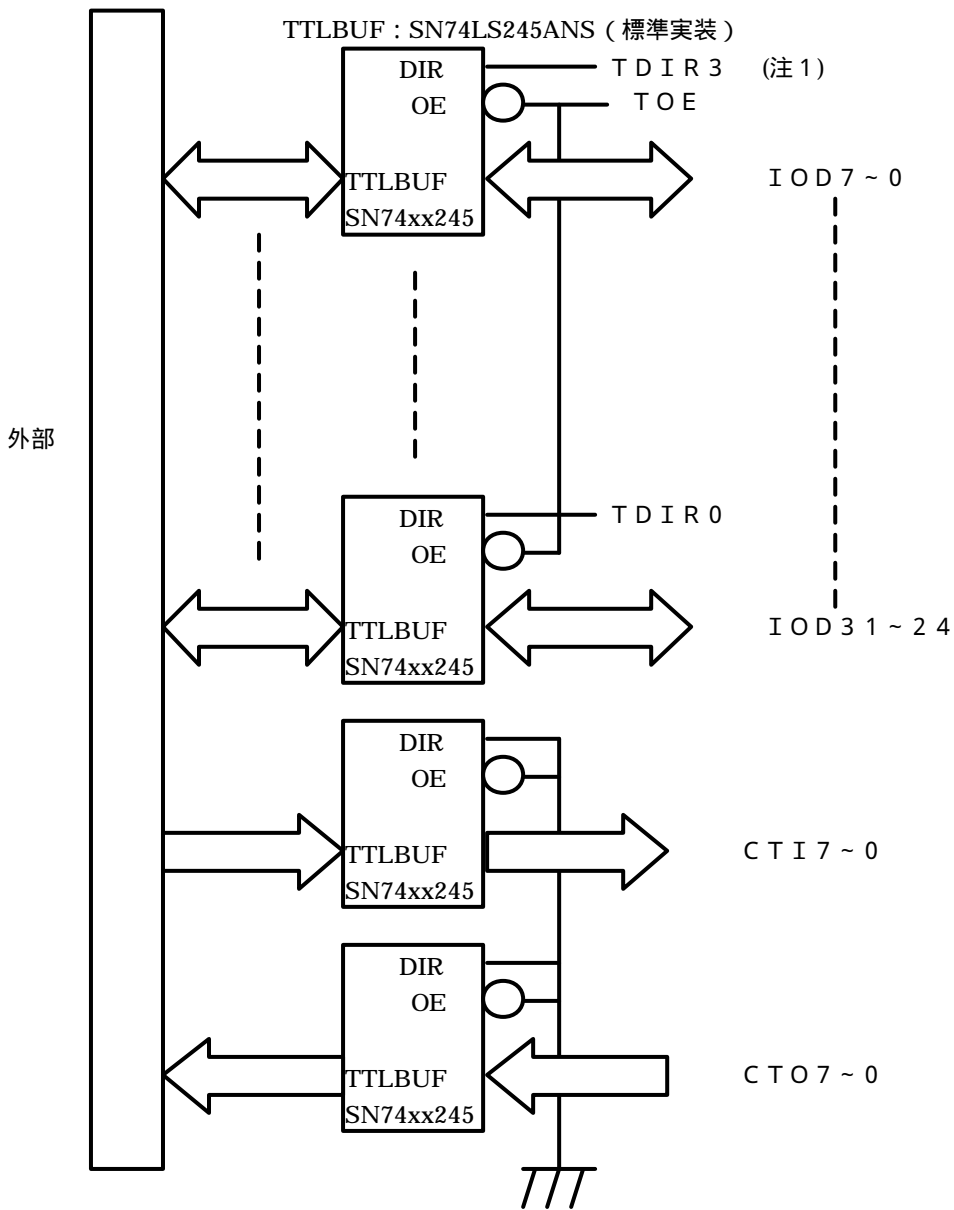 TTLBUF：SN74LS245ANS（標準実装）
DIR
ＴＤＩＲ３ (注１)
OE
ＴＯＥ
TTLBUF
SN74xx245
ＩＯＤ７~０
外部
DIR
ＴＤＩＲ０
OE
TTLBUF
SN74xx245
ＩＯＤ３１~２４
DIR
OE
TTLBUF
SN74xx245
ＣＴＩ７~０
DIR
OE
TTLBUF
SN74xx245
ＣＴＯ７~０